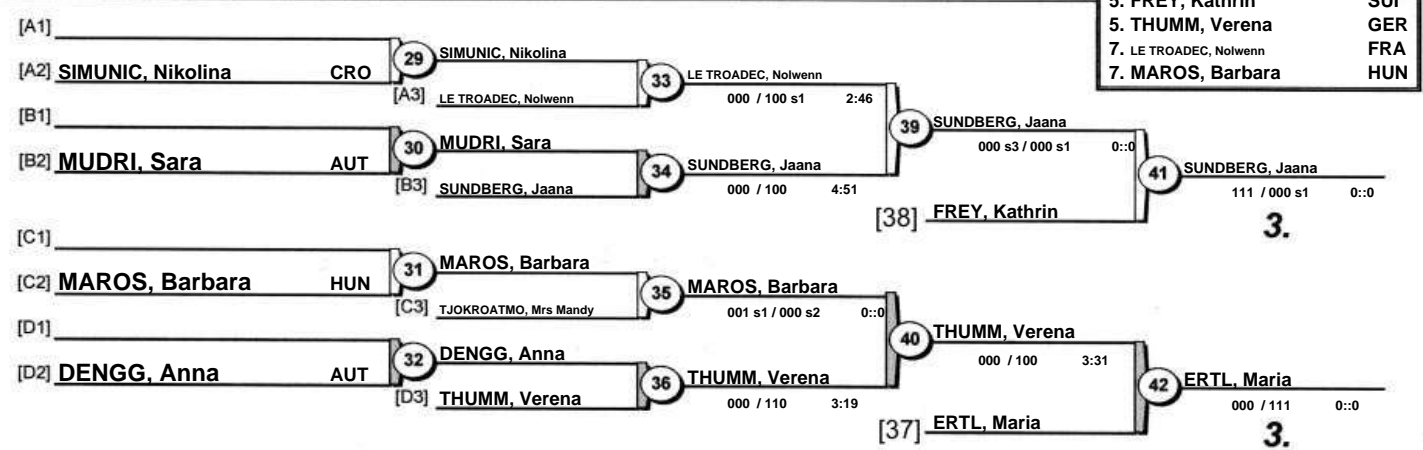 5. FREY, Kathrin SUI
5. THUMM, Verena GER
7. LE TROADEC, Nolwenn FRA
7. MAROS, Barbara HUN
[A1]
[A2] SIMUNIC, Nikolina CRO
29 SIMUNIC, Nikolina
[A3] LE TROADEC, Nolwenn
33 LE TROADEC, Nolwenn
000 / 100 s1 2:46
[B1]
[B2] MUDRI, Sara AUT
30 MUDRI, Sara
[B3] SUNDBERG, Jaana
34 SUNDBERG, Jaana
000 / 100 4:51
39 SUNDBERG, Jaana
000 s3 / 000 s1 0::0
[38] FREY, Kathrin
41 SUNDBERG, Jaana
111 / 000 s1 0::0
3.
[C1]
[C2] MAROS, Barbara HUN
31 MAROS, Barbara
[C3] TJOKROATMO, Mrs Mandy
35 MAROS, Barbara
001 s1 / 000 s2 0::0
[D1]
[D2] DENGG, Anna AUT
32 DENGG, Anna
[D3] THUMM, Verena
36 THUMM, Verena
000 / 110 3:19
40 THUMM, Verena
000 / 100 3:31
[37] ERTL, Maria
42 ERTL, Maria
000 / 111 0::0
3.